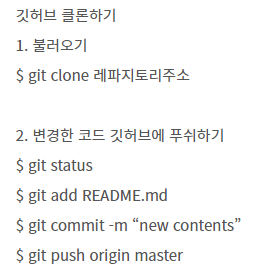 깃허브 클론하기
1. 불러오기
$ git clone 레파지토리주소
2. 변경한 코드 깃허브에 푸쉬하기
$ git status
$ git add README.md
$ git commit -m “new contents”
$ git push origin master